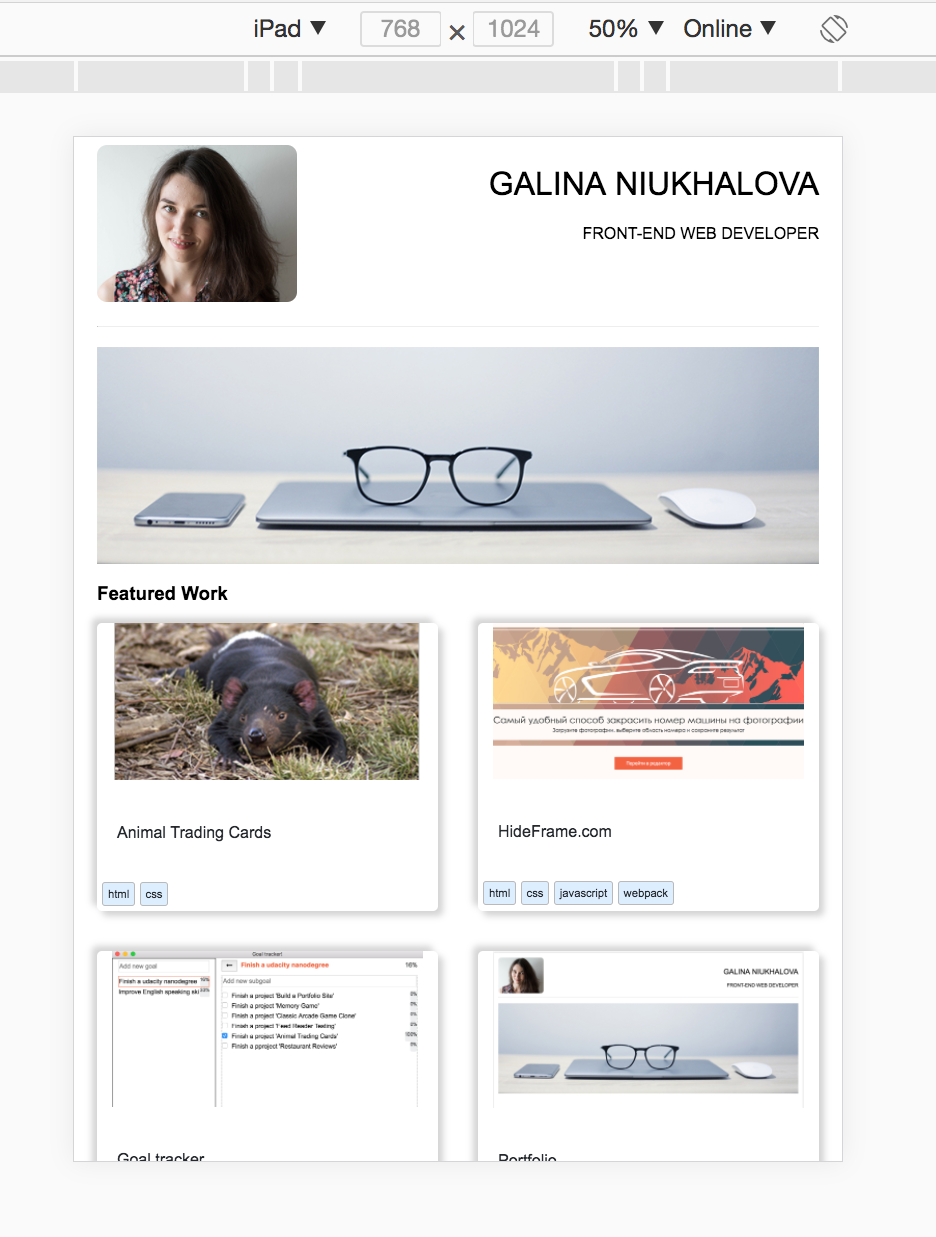 iPad ▼ 768 × 1024 50% ▼ Online ▼
GALINA NIUKHALOVA
FRONT-END WEB DEVELOPER
Featured Work
Самый удобный способ закрасить номер машины на фотографии
Загрузите фотографии, выберите область номера и сохраните результат
Перейти в редактор
Animal Trading Cards
HideFrame.com
html css
html css javascript webpack
Goal tracker!
Add new goal
Finish a udacity nanodegree 16%
Improve English speaking ski
← Finish a udacity nanodegree 16%
Add new subgoal
Finish a project 'Build a Portfolio Site' 0%
Finish a project 'Memory Game' 0%
Finish a project 'Classic Arcade Game Clone' 0%
Finish a project 'Feed Reader Testing' 0%
Finish a project 'Animal Trading Cards' 100%
Finish a pproject 'Restaurant Reviews' 0%
GALINA NIUKHALOVA
FRONT-END WEB DEVELOPER
Goal tracker
Portfolio